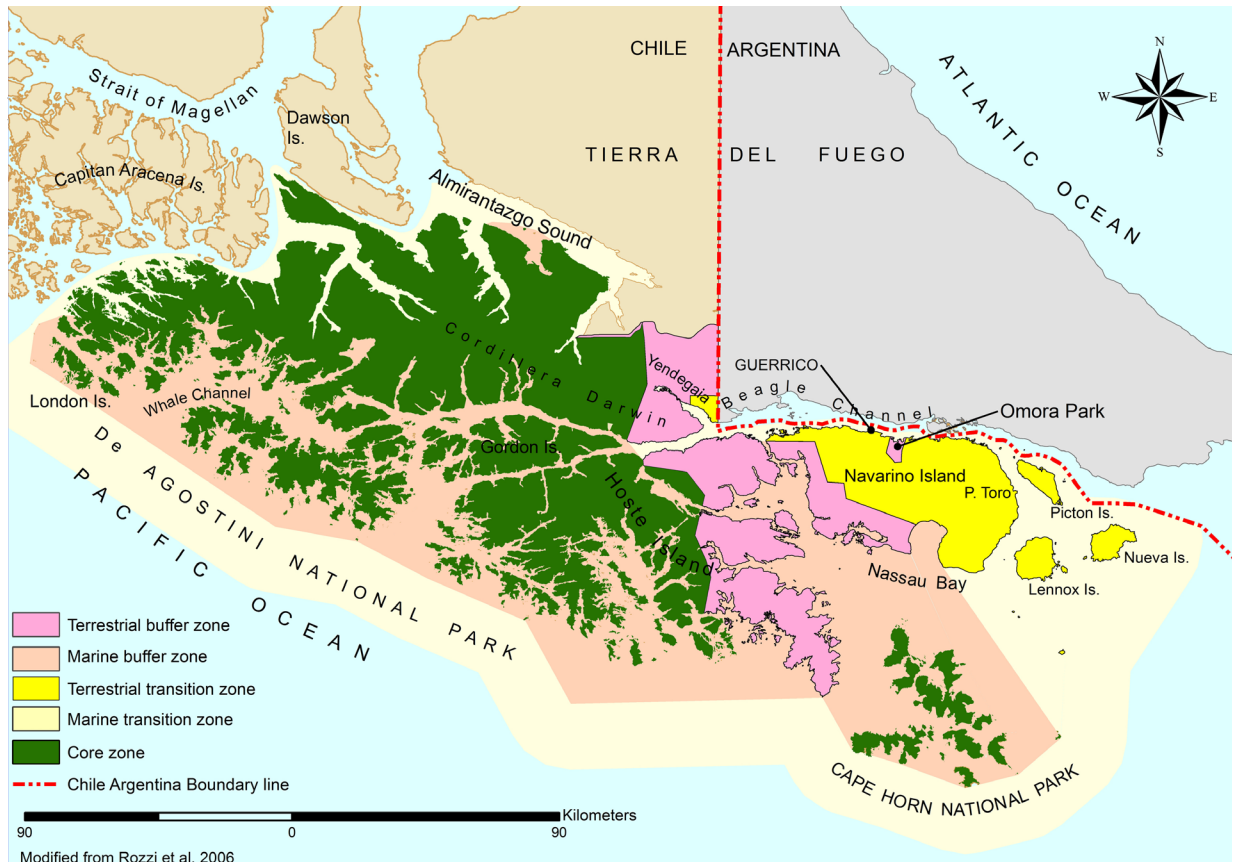 CHILE
ARGENTINA
TIERRA DEL FUEGO
ATLANTIC OCEAN
N
W
E
S
Strait of Magellan
Dawson
Is.
Capitan Aracena Is.
Almirantazgo Sound
Cordillera Darwin
Yendegaia
GUERRICO
Beagle Channel
Omora Park
London Is.
Whale Channel
Gordon Is.
Hoste Island
Navarino Island
P. Toro
Picton Is.
Nueva Is.
Lennox Is.
Nassau Bay
De AGOSTINI NATIONAL PARK
PACIFIC OCEAN
CAPE HORN NATIONAL PARK
Terrestrial buffer zone
Marine buffer zone
Terrestrial transition zone
Marine transition zone
Core zone
Chile Argentina Boundary line
Kilometers
90 0 90
Modified from Rozzi et al. 2006